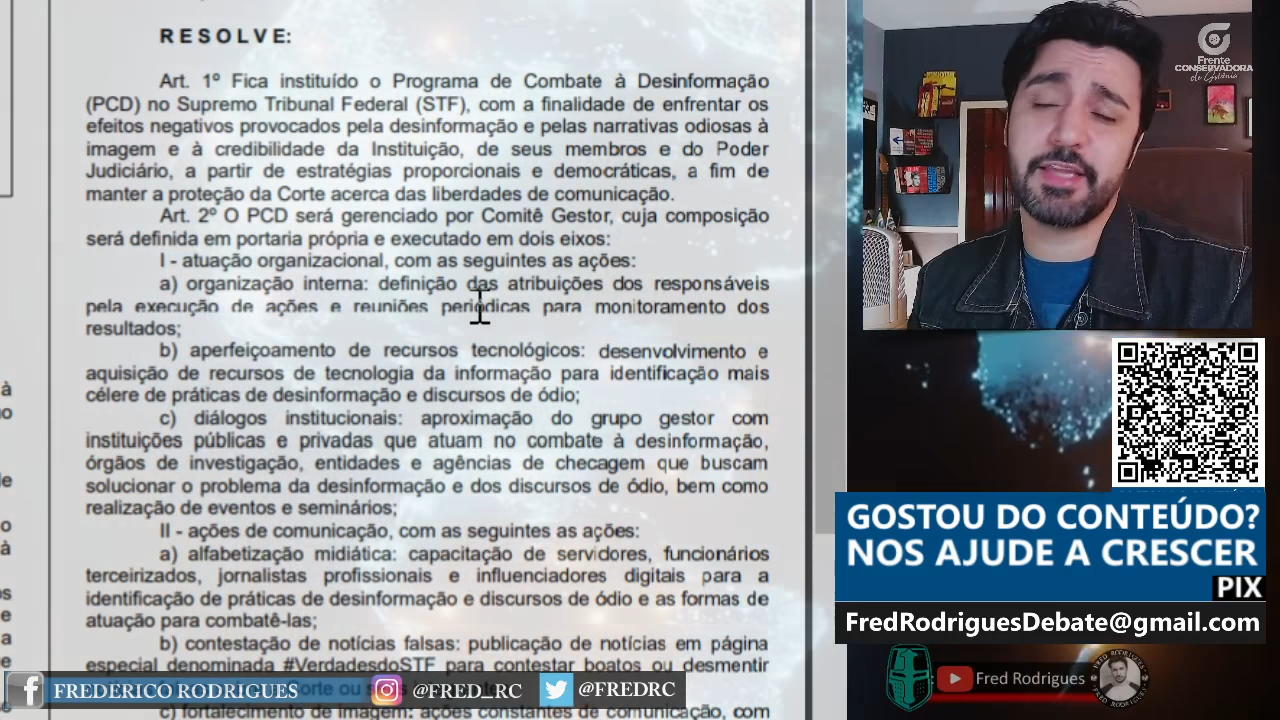 R E S O L V E:
Art. 1º Fica instituído o Programa de Combate à Desinformação
(PCD) no Supremo Tribunal Federal (STF), com a finalidade de enfrentar os
efeitos negativos provocados pela desinformação e pelas narrativas odiosas à
imagem e à credibilidade da Instituição, de seus membros e do Poder
Judiciário, a partir de estratégias proporcionais e democráticas, a fim de
manter a proteção da Corte acerca das liberdades de comunicação.
Art. 2º O PCD será gerenciado por Comitê Gestor, cuja composição
será definida em portaria própria e executado em dois eixos:
I - atuação organizacional, com as seguintes as ações:
a) organização interna: definição das atribuições dos responsáveis
pela execução de ações e reuniões periódicas para monitoramento dos
resultados;
b) aperfeiçoamento de recursos tecnológicos: desenvolvimento e
aquisição de recursos de tecnologia da informação para identificação mais
célere de práticas de desinformação e discursos de ódio;
c) diálogos institucionais: aproximação do grupo gestor com
instituições públicas e privadas que atuam no combate à desinformação,
órgãos de investigação, entidades e agências de checagem que buscam
solucionar o problema da desinformação e dos discursos de ódio, bem como
realização de eventos e seminários;
II - ações de comunicação, com as seguintes as ações:
a) alfabetização midiática: capacitação de servidores, funcionários
terceirizados, jornalistas profissionais e influenciadores digitais para a
identificação de práticas de desinformação e discursos de ódio e as formas de
atuação para combatê-las;
b) contestação de notícias falsas: publicação de notícias em página
especial denominada #VerdadesdoSTF para contestar boatos ou desmentir
Corte ou
c) fortalecimento de imagem: ações constantes de comunicação, com
Frente
CONSERVADORA
de Goiânia
GOSTOU DO CONTEÚDO?
NOS AJUDE A CRESCER
PIX
FredRodriguesDebate@gmail.com
Fred Rodrigues
FRED RODRIGUES
FREDERICO RODRIGUES
@FRED_RC
@FREDRC